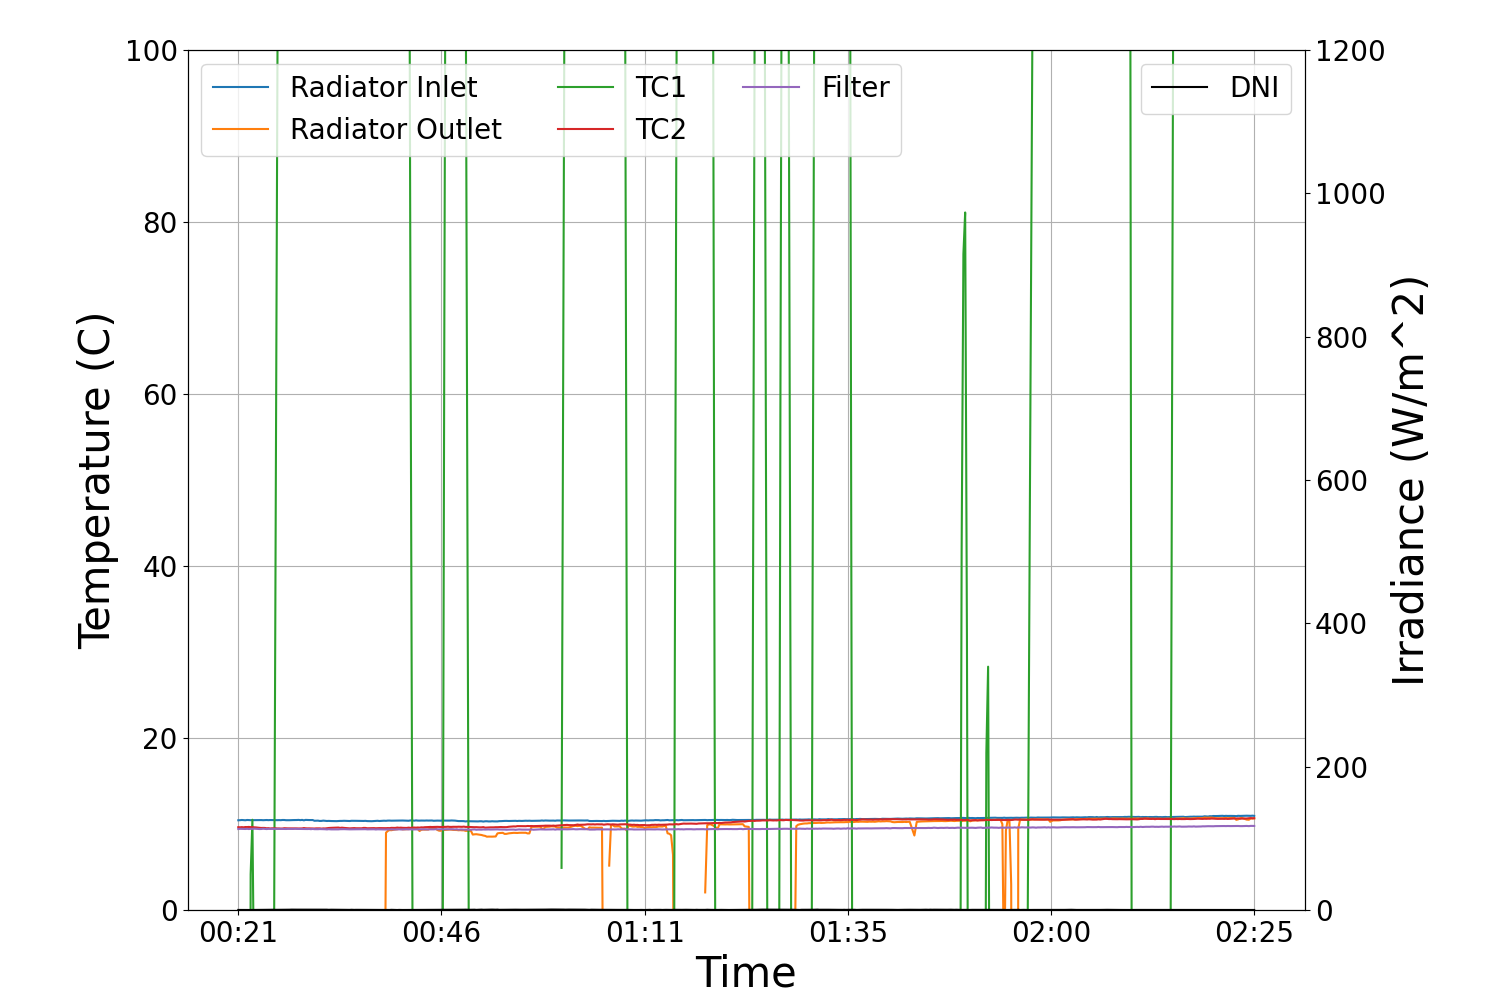 Radiator Inlet
Radiator Outlet
TC1
TC2
Filter
DNI
Temperature (C)
100
80
60
40
20
0
Irradiance (W/m^2)
1200
1000
800
600
400
200
0
00:21 00:46 01:11 01:35 02:00 02:25
Time